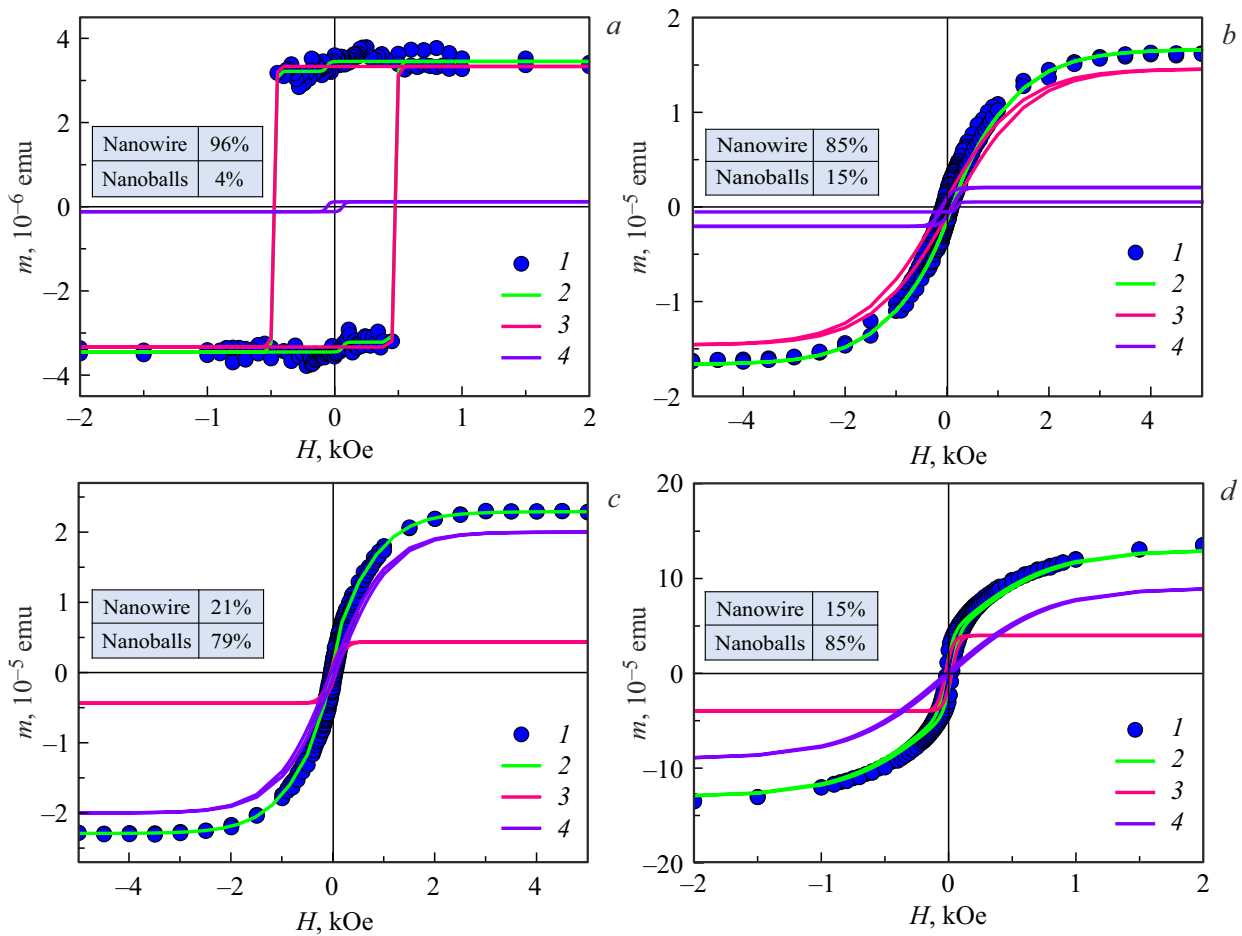 a
4
2
0
−2
−4
m, 10−6 emu
Nanowire 96%
Nanoballs 4%
1
2
3
4
−2 −1 0 1 2
H, kOe
b
2
1
0
−1
−2
m, 10−5 emu
Nanowire 85%
Nanoballs 15%
1
2
3
4
−4 −2 0 2 4
H, kOe
c
2
1
0
−1
−2
m, 10−5 emu
Nanowire 21%
Nanoballs 79%
1
2
3
4
−4 −2 0 2 4
H, kOe
d
20
10
0
−10
−20
m, 10−5 emu
Nanowire 15%
Nanoballs 85%
1
2
3
4
−2 −1 0 1 2
H, kOe